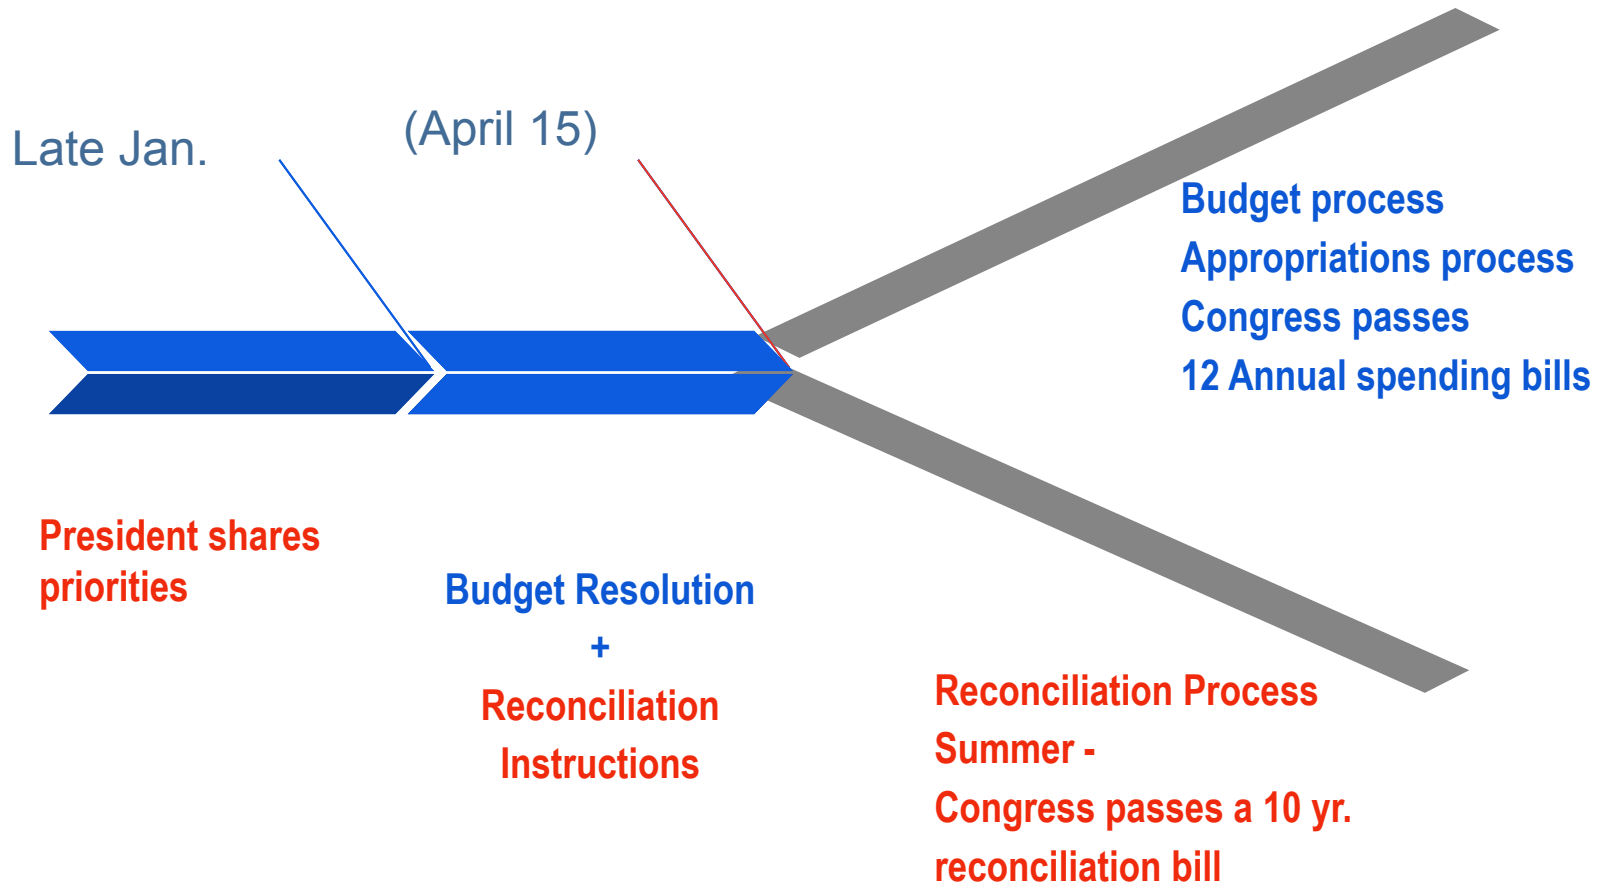 Late Jan.
(April 15)
Budget process
Appropriations process
Congress passes
12 Annual spending bills
President shares
priorities
Budget Resolution
+
Reconciliation
Instructions
Reconciliation Process
Summer -
Congress passes a 10 yr.
reconciliation bill